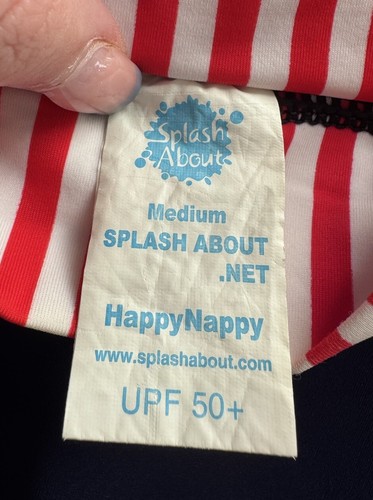 Splash
About
Medium
SPLASH ABOUT
.NET
HappyNappy
www.splashabout.com
UPF 50+